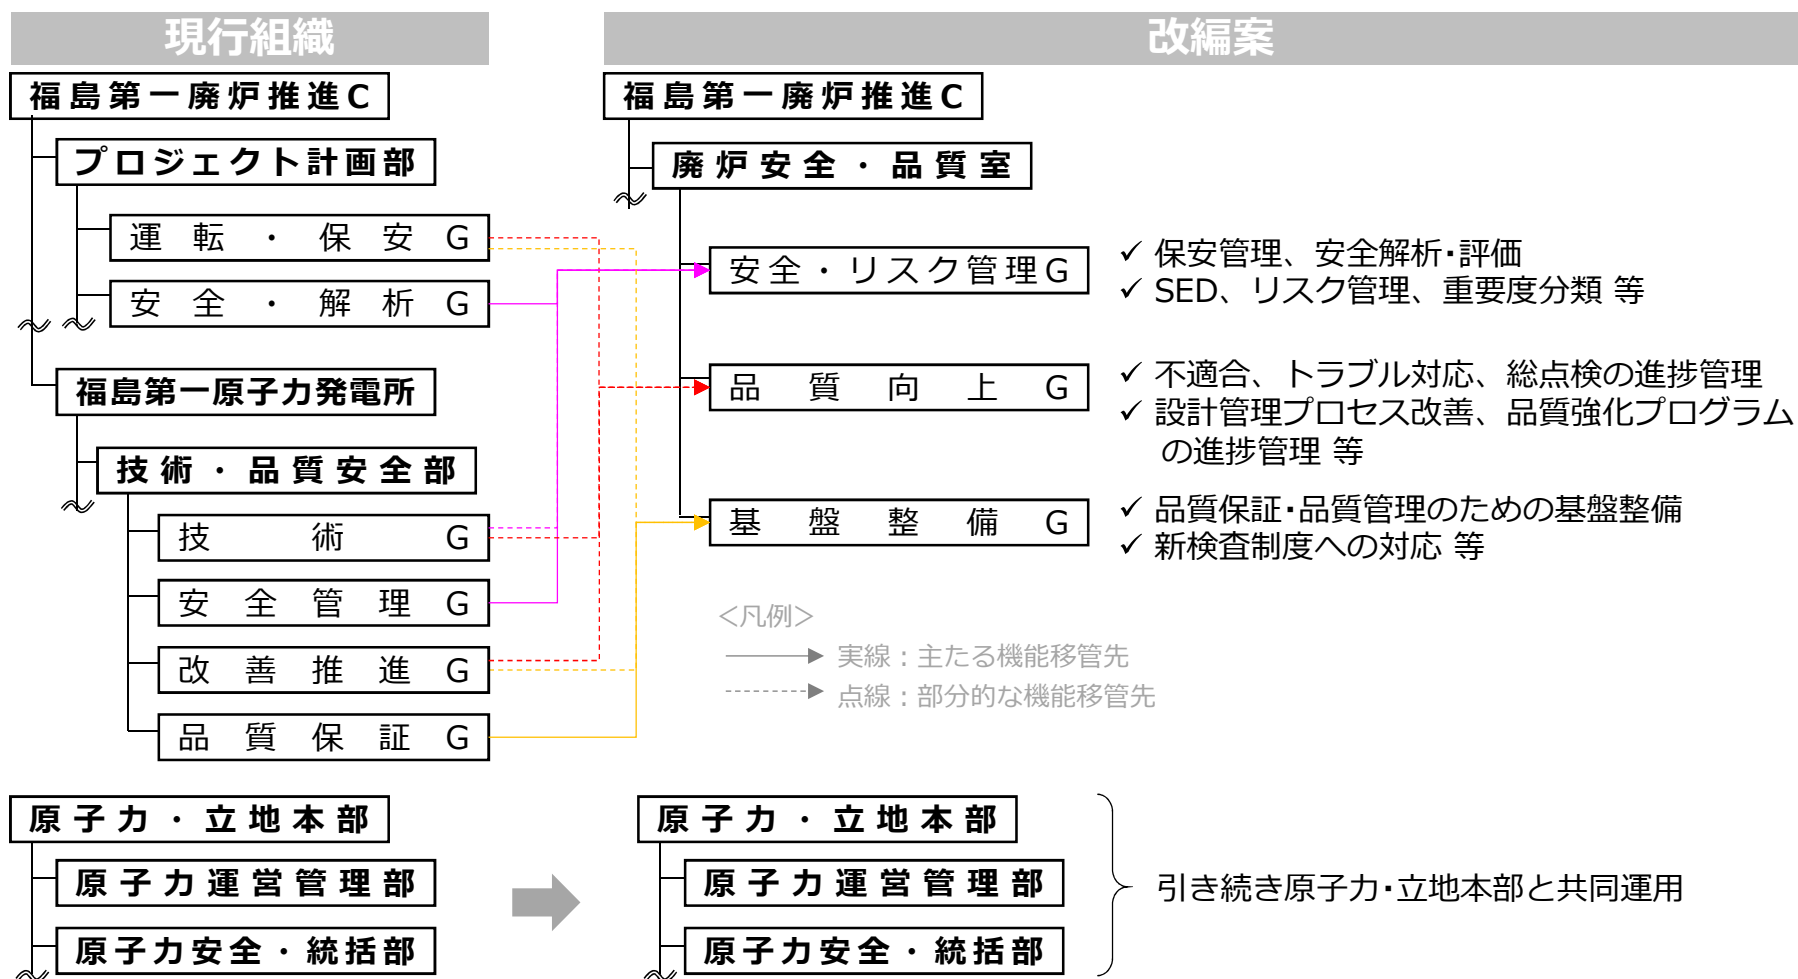 現行組織
福島第一廃炉推進C
プロジェクト計画部
運転・保安G
安全・解析G
福島第一原子力発電所
技術・品質安全部
技術G
安全管理G
改善推進G
品質保証G
原子力・立地本部
原子力運営管理部
原子力安全・統括部
改編案
福島第一廃炉推進C
廃炉安全・品質室
安全・リスク管理G
✓ 保安管理、安全解析・評価
✓ SED、リスク管理、重要度分類 等
品質向上G
✓ 不適合、トラブル対応、総点検の進捗管理
✓ 設計管理プロセス改善、品質強化プログラム
の進捗管理 等
基盤整備G
✓ 品質保証・品質管理のための基盤整備
✓ 新検査制度への対応 等
＜凡例＞
実線：主たる機能移管先
点線：部分的な機能移管先
原子力・立地本部
原子力運営管理部
原子力安全・統括部
引き続き原子力・立地本部と共同運用